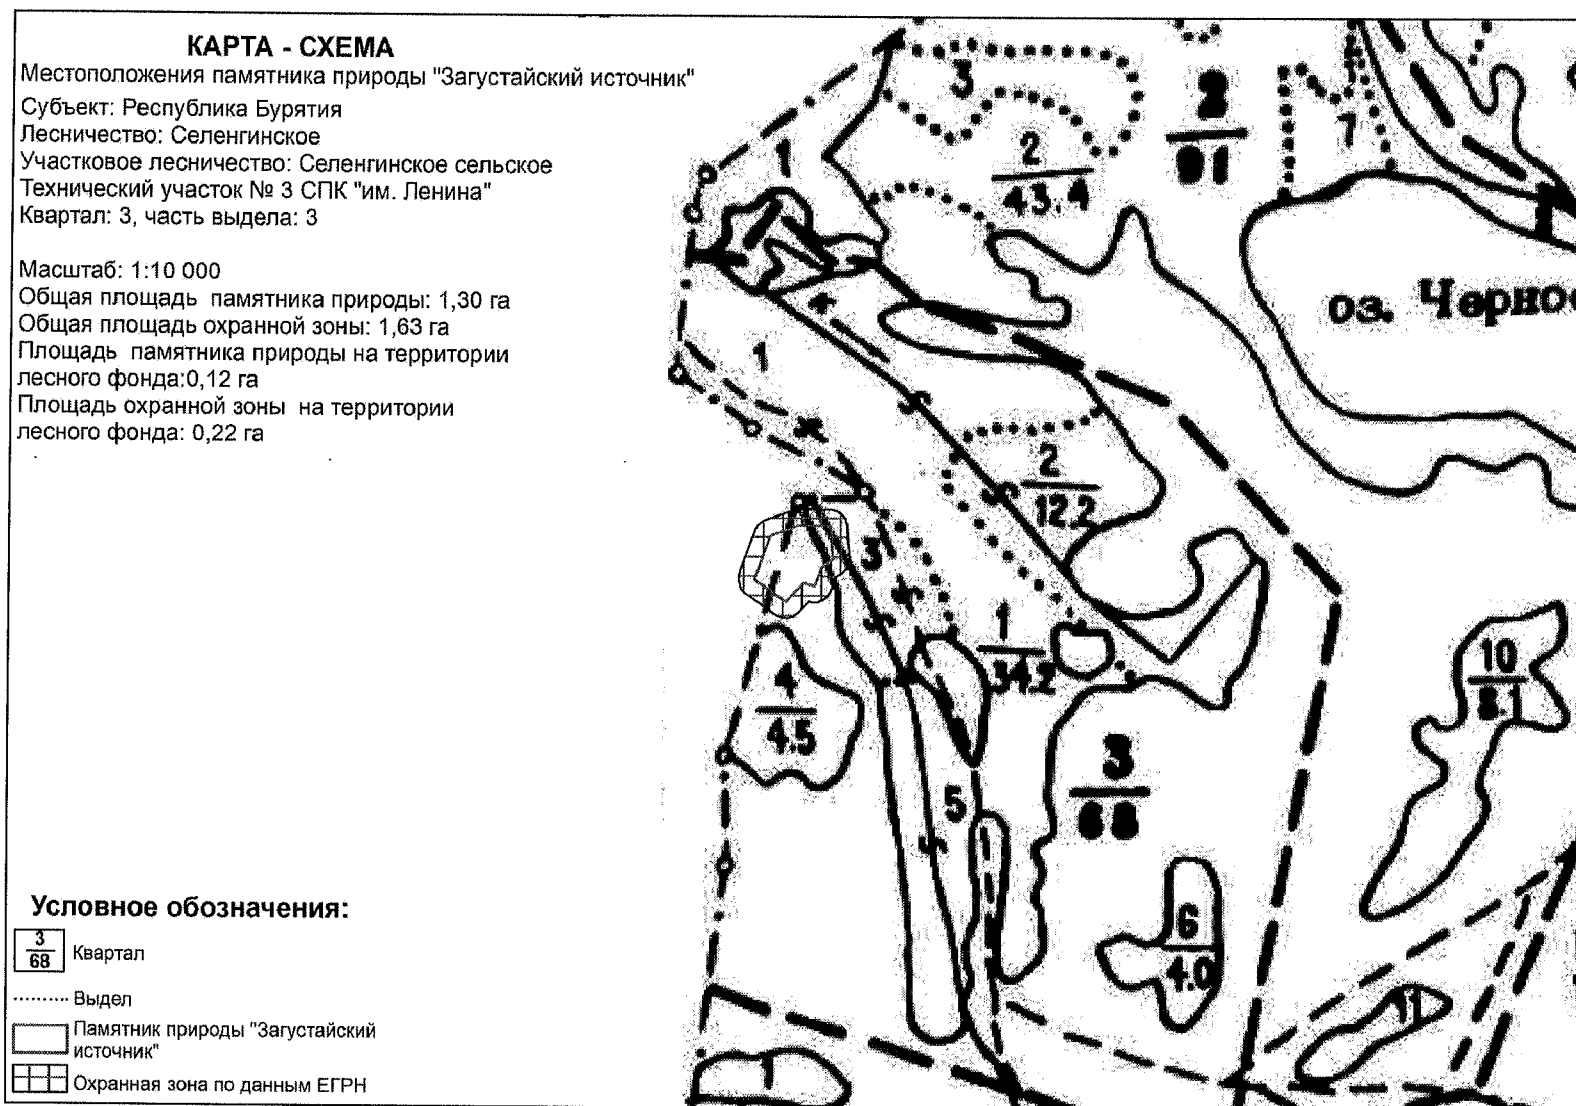 КАРТА - СХЕМА
Местоположения памятника природы "Загустайский источник"
Субъект: Республика Бурятия
Лесничество: Селенгинское
Участковое лесничество: Селенгинское сельское
Технический участок № 3 СПК "им. Ленина"
Квартал: 3, часть выдела: 3
Масштаб: 1:10 000
Общая площадь памятника природы: 1,30 га
Общая площадь охранной зоны: 1,63 га
Площадь памятника природы на территории
лесного фонда:0,12 га
Площадь охранной зоны на территории
лесного фонда: 0,22 га
3
2
91
7
1
2
43.4
оз.
4
1
2
12.2
3
1
34.2
4
4.5
10
8.1
3
68
5
6
4.0
11
1
Условное обозначения:
3
68
Квартал
Выдел
Памятник природы "Загустайский
источник"
Охранная зона по данным ЕГРН